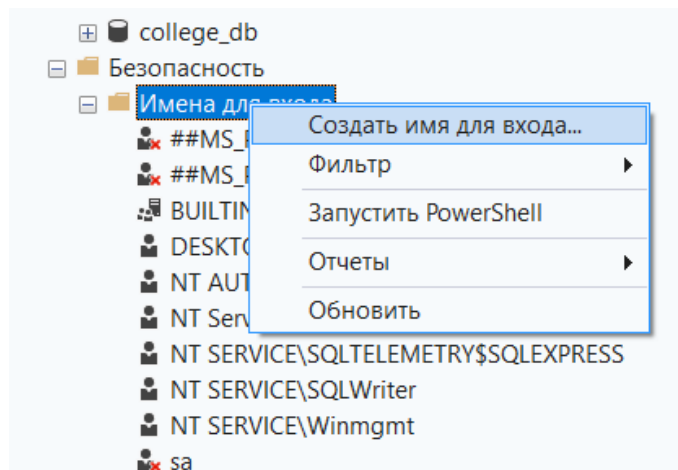 college_db
Безопасность
Имена для входа
Создать имя для входа...
##MS_
Фильтр
##MS_
Запустить PowerShell
BUILTIN
DESKT
Отчеты
NT AUT
Обновить
NT Serv
NT SERVICE\SQLTELEMETRY$SQLEXPRESS
NT SERVICE\SQLWriter
NT SERVICE\Winmgmt
sa